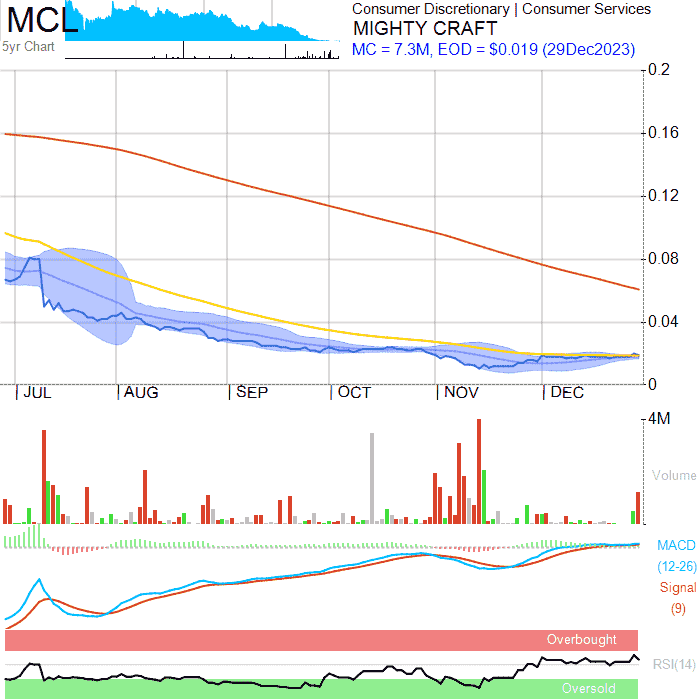 MCL
Consumer Discretionary | Consumer Services
5yr Chart
MIGHTY CRAFT
MC = 7.3M, EOD = $0.019 (29Dec2023)
0.2
0.16
0.12
0.08
0.04
0
JUL AUG SEP OCT NOV DEC
4M
Volume
MACD
(12-26)
Signal
(9)
Overbought
RSI(14)
Oversold